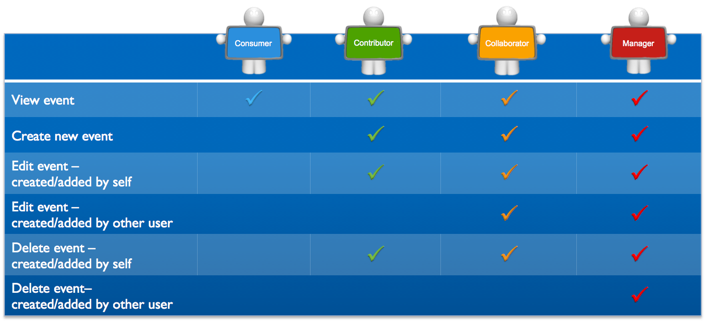 Consumer
Contributor
Collaborator
Manager
View event
Create new event
Edit event –
created/added by self
Edit event –
created/added by other user
Delete event –
created/added by self
Delete event–
created/added by other user